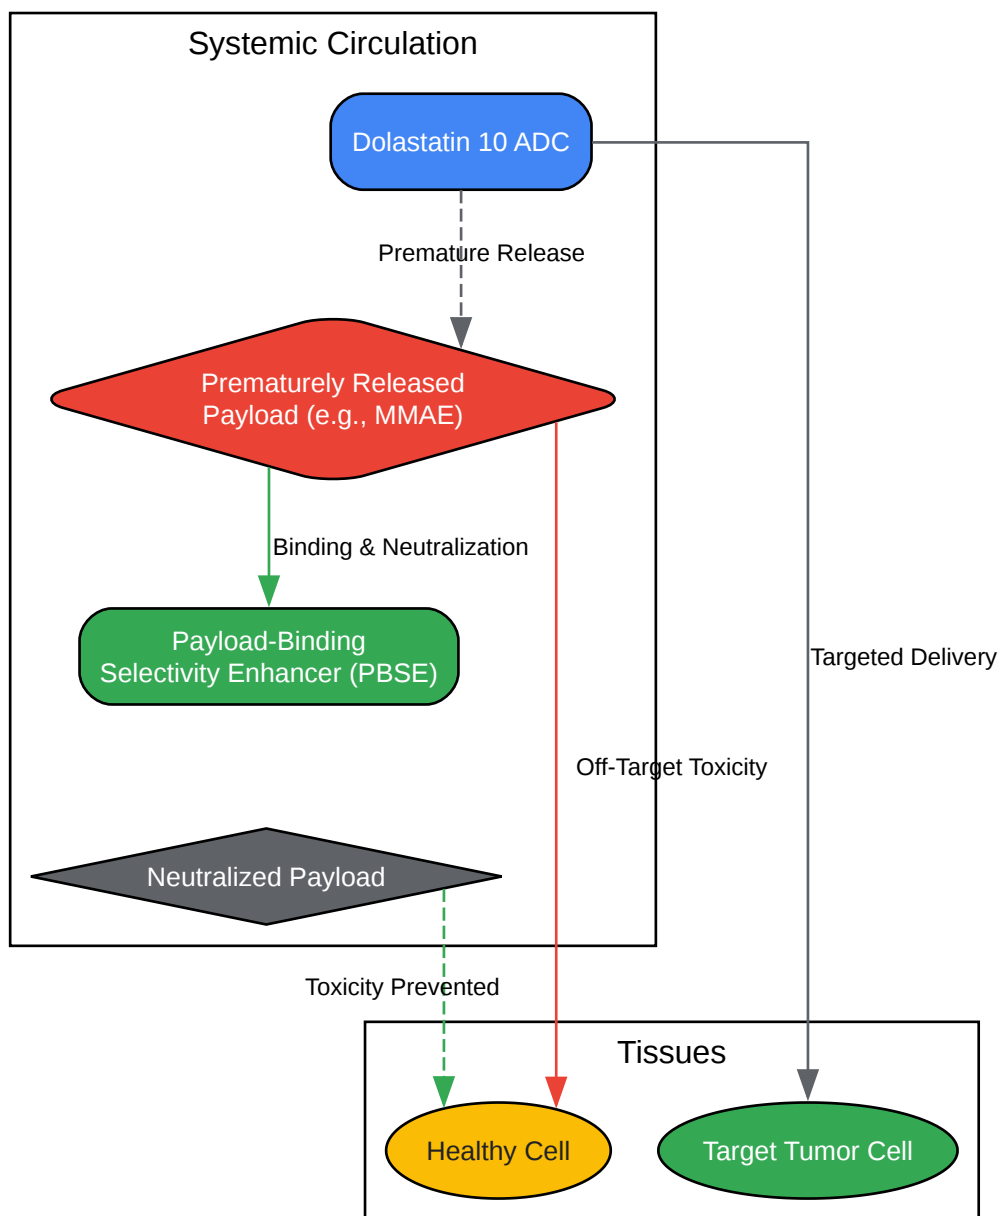 Systemic Circulation
Dolastatin 10 ADC
Premature Release
Prematurely Released
Payload (e.g., MMAE)
Binding & Neutralization
Payload-Binding
Selectivity Enhancer (PBSE)
Targeted Delivery
Off-Target Toxicity
Neutralized Payload
Toxicity Prevented
Tissues
Healthy Cell
Target Tumor Cell